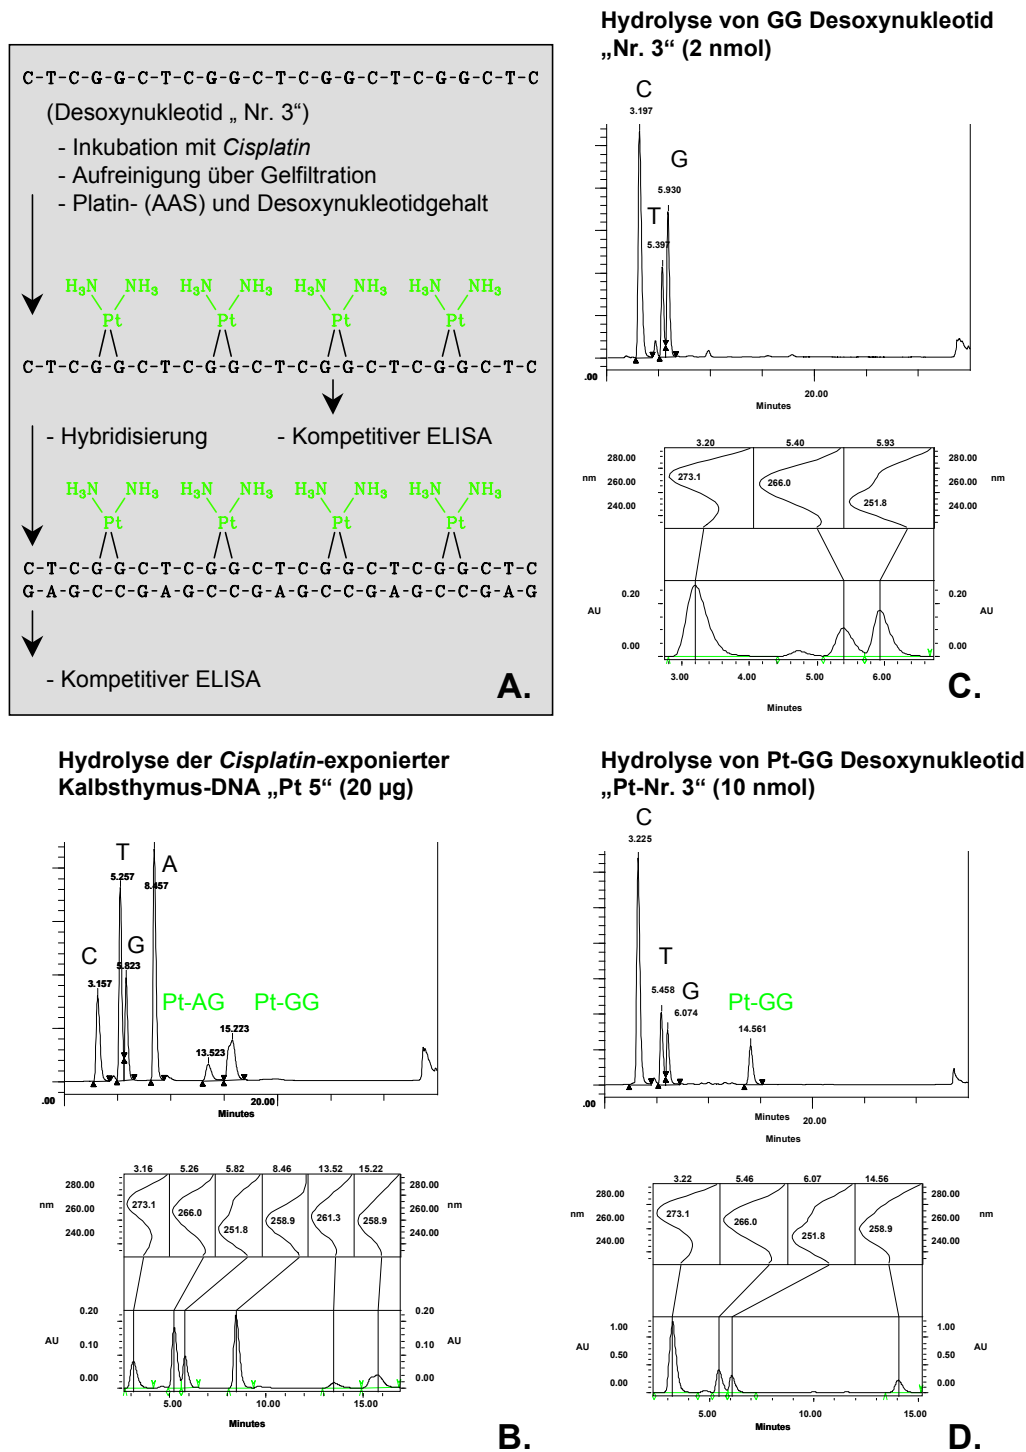 C-T-C-G-G-C-T-C-G-G-C-T-C-G-G-C-T-C-G-G-C-T-C
(Desoxynukleotid „ Nr. 3“)
- Inkubation mit Cisplatin
- Aufreinigung über Gelfiltration
- Platin- (AAS) und Desoxynukleotidgehalt
H₃N NH₃ H₃N NH₃ H₃N NH₃ H₃N NH₃
Pt Pt Pt Pt
C-T-C-G-G-C-T-C-G-G-C-T-C-G-G-C-T-C-G-G-C-T-C
- Hybridisierung - Kompetitiver ELISA
H₃N NH₃ H₃N NH₃ H₃N NH₃ H₃N NH₃
Pt Pt Pt Pt
C-T-C-G-G-C-T-C-G-G-C-T-C-G-G-C-T-C-G-G-C-T-C
G-A-G-C-C-G-A-G-C-C-G-A-G-C-C-G-A-G-C-C-G-A-G
- Kompetitiver ELISA
A.
Hydrolyse von GG Desoxynukleotid
„Nr. 3“ (2 nmol)
C
3.197
G
5.930
T
5.397
.00
20.00
Minutes
3.20 5.40 5.93
280.00 280.00
nm 260.00 260.00 nm
240.00 240.00
273.1 266.0 251.8
0.20 0.20
AU AU
0.00 0.00
3.00 4.00 5.00 6.00
Minutes
C.
Hydrolyse der Cisplatin-exponierter
Kalbsthymus-DNA „Pt 5“ (20 µg)
T
5.257
A
8.457
C
3.157
G
5.823
Pt-AG Pt-GG
13.523
15.223
.00
20.00
Minutes
3.16 5.26 5.82 8.46 13.52 15.22
280.00 280.00
nm 260.00 260.00 nm
240.00 240.00
273.1 266.0 251.8 258.9 261.3 258.9
0.20 0.20
AU 0.10 0.10 AU
0.00 0.00
5.00 10.00 15.00
Minutes
B.
Hydrolyse von Pt-GG Desoxynukleotid
„Pt-Nr. 3“ (10 nmol)
C
3.225
T
5.458
G
6.074
Pt-GG
14.561
.00
Minutes
20.00
Minutes
3.22 5.46 6.07 14.56
280.00 280.00
nm 260.00 260.00 nm
240.00 240.00
273.1 266.0 251.8 258.9
1.00 1.00
AU 0.50 0.50 AU
0.00 0.00
5.00 10.00 15.00
Minutes
D.